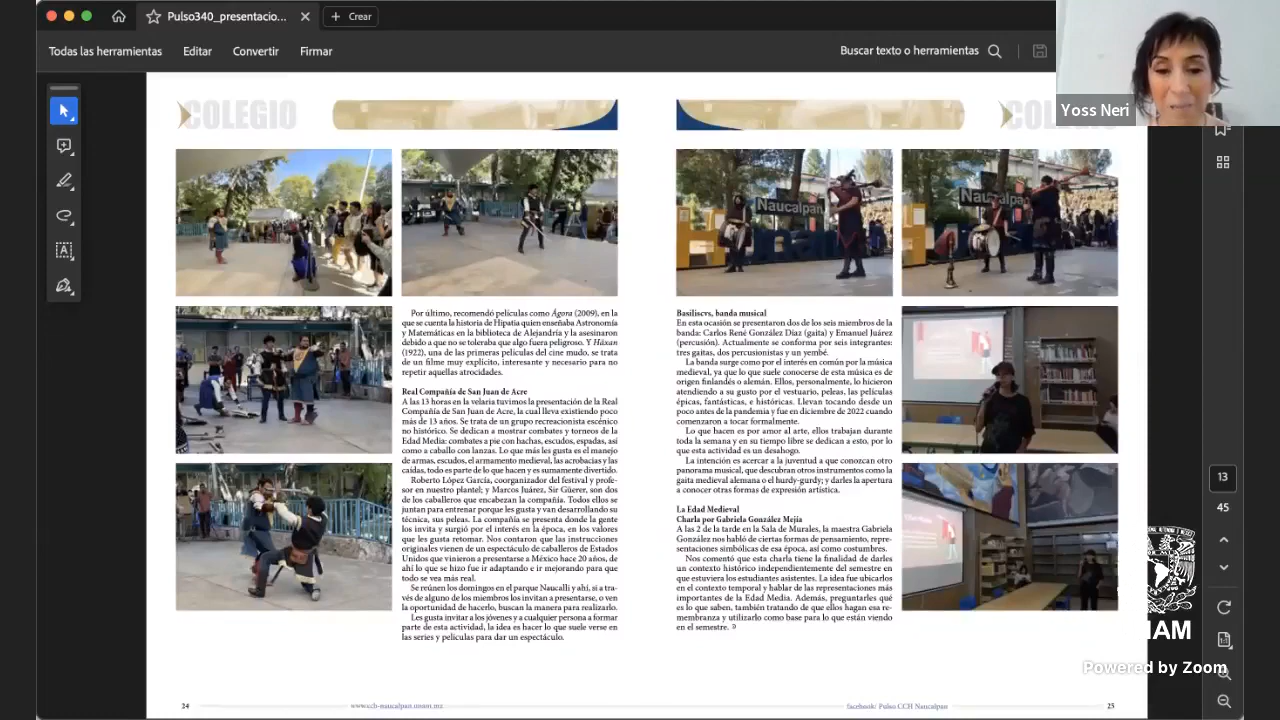 Pulso340_presentacio...
Crear
Todas las herramientas
Editar
Convertir
Firmar
Buscar texto o herramientas
Yoss Neri
COLEGIO
COLEGIO
Naucalpan
Naucalpan
Por último, recomendó películas como Ágora (2009), en la
que se cuenta la historia de Hipatia quien enseñaba Astronomía
y Matemáticas en la biblioteca de Alejandría y la asesinaron
debido a que no se toleraba que algo fuera peligroso. Y Häxan
(1922), una de las primeras películas del cine mudo, se trata
de un filme muy explícito, interesante y necesario para no
repetir aquellas atrocidades.
Real Compañía de San Juan de Acre
A las 13 horas en la velaria tuvimos la presentación de la Real
Compañía de San Juan de Acre, la cual lleva existiendo poco
más de 13 años. Se trata de un grupo recreacionista escénico
no histórico. Se dedican a mostrar combates y torneos de la
Edad Media: combates a pie con hachas, escudos, espadas, así
como a caballo con lanzas. Lo que más les gusta es el manejo
de armas, escudos, el armamento medieval, las acrobacias y las
caídas, todo es parte de lo que hacen y es sumamente divertido.
Roberto López García, coorganizador del festival y profe-
sor en nuestro plantel; y Marcos Juárez, Sir Güerer, son dos
de los caballeros que encabezan la compañía. Todos ellos se
juntan para entrenar porque les gusta y van desarrollando su
técnica, sus peleas. La compañía se presenta donde la gente
los invita y surgió por el interés en la época, en los valores
que les gusta retomar. Nos contaron que las instrucciones
originales vienen de un espectáculo de caballeros de Estados
Unidos que vinieron a presentarse a México hace 20 años, de
ahí lo que se hizo fue ir adaptando e ir mejorando para que
todo se vea más real.
Se reúnen los domingos en el parque Naucalli y ahí, si a tra-
vés de alguno de los miembros los invitan a presentarse, o ven
la oportunidad de hacerlo, buscan la manera para realizarlo.
Les gusta invitar a los jóvenes y a cualquier persona a formar
parte de esta actividad, la idea es hacer lo que suele verse en
las series y películas para dar un espectáculo.
24
www.cch-naucalpan.unam.mx
Basiliscvs, banda musical
En esta ocasión se presentaron dos de los seis miembros de la
banda: Carlos René González Díaz (gaita) y Emanuel Juárez
(percusión). Actualmente se conforma por seis integrantes:
tres gaitas, dos percusionistas y un yembé.
La banda surge como por el interés en común por la música
medieval, ya que lo que suele conocerse de esta música es de
origen finlandés o alemán. Ellos, personalmente, lo hicieron
atendiendo a su gusto por el vestuario, peleas, las películas
épicas, fantásticas, e históricas. Llevan tocando desde un
poco antes de la pandemia y fue en diciembre de 2022 cuando
comenzaron a tocar formalmente.
Lo que hacen es por amor al arte, ellos trabajan durante
toda la semana y en su tiempo libre se dedican a esto, por lo
que esta actividad es un desahogo.
La intención es acercar a la juventud a que conozcan otro
panorama musical, que descubran otros instrumentos como la
gaita medieval alemana o el hurdy-gurdy; y darles la apertura
a conocer otras formas de expresión artística.
La Edad Medieval
Charla por Gabriela González Mejía
A las 2 de la tarde en la Sala de Murales, la maestra Gabriela
González nos habló de ciertas formas de pensamiento, repre-
sentaciones simbólicas de esa época, así como costumbres.
Nos comentó que esta charla tiene la finalidad de darles
un contexto histórico independientemente del semestre en
que estuviera los estudiantes asistentes. La idea fue ubicarlos
en el contexto temporal y hablar de las representaciones más
importantes de la Edad Media. Además, preguntarles qué
es lo que saben, también tratando de que ellos hagan esa re-
membranza y utilizarlo como base para lo que están viendo
en el semestre.
facebook/ Pulso CCH Naucalpan
25
13
45
UNAM
Powered by Zoom